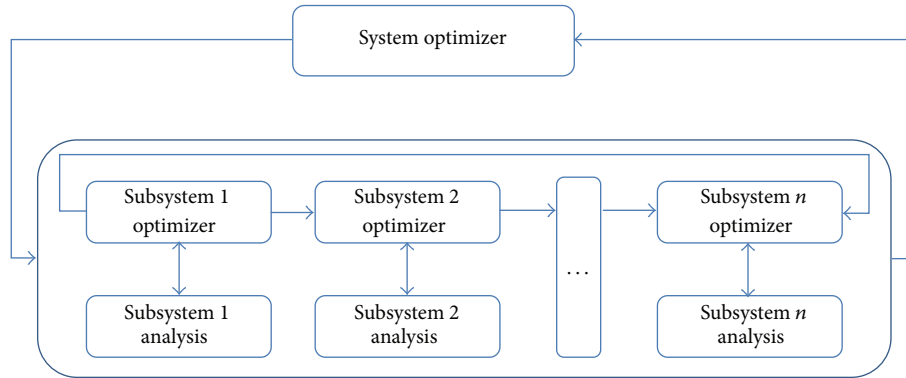 System optimizer
Subsystem 1
optimizer
Subsystem 2
optimizer
Subsystem n
optimizer
...
Subsystem 1
analysis
Subsystem 2
analysis
Subsystem n
analysis